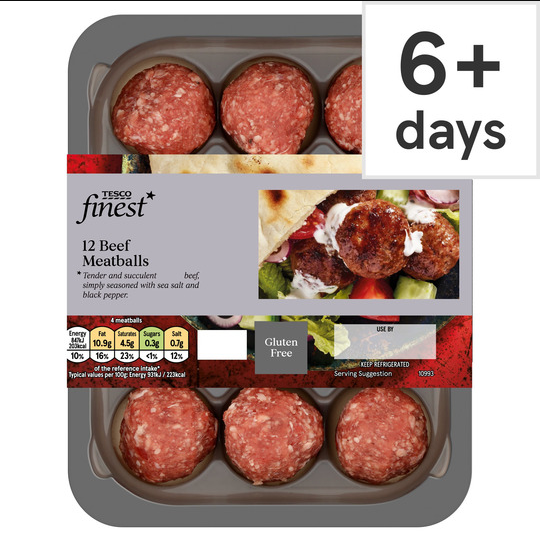 6+
days
TESCO
finest*
12 Beef
Meatballs
* Tender and succulent beef,
simply seasoned with sea salt and
black pepper.
4 meatballs
Energy Fat Saturates Sugars Salt
847kJ
203kcal 10.9g 4.5g 0.3g 0.7g
10% 16% 23% <1% 12%
of the reference intake*
Typical values per 100g: Energy 931kJ / 223kcal
Gluten
Free
USE BY
KEEP REFRIGERATED
Serving Suggestion 10993